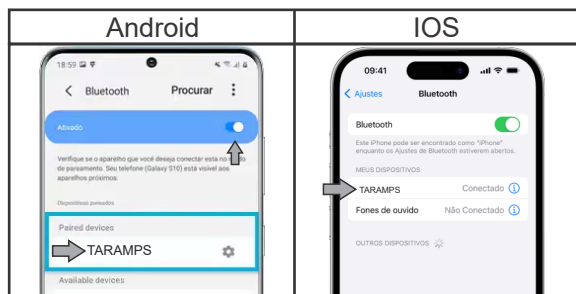 Android
IOS
18:59
Bluetooth
Procurar
Ativado
Verifique se o aparelho que você deseja conectar esta no modo
de pareamento. Seu telefone (Galaxy S10) está visível aos
aparelhos próximos.
Dispositivos pareados
Paired devices
TARAMPS
Available devices
09:41
Ajustes
Bluetooth
Bluetooth
Este iPhone pode ser encontrado como "iPhone"
enquanto os Ajustes de Bluetooth estiverem abertos.
MEUS DISPOSITIVOS
TARAMPS Conectado
Fones de ouvido Não Conectado
OUTROS DISPOSITIVOS